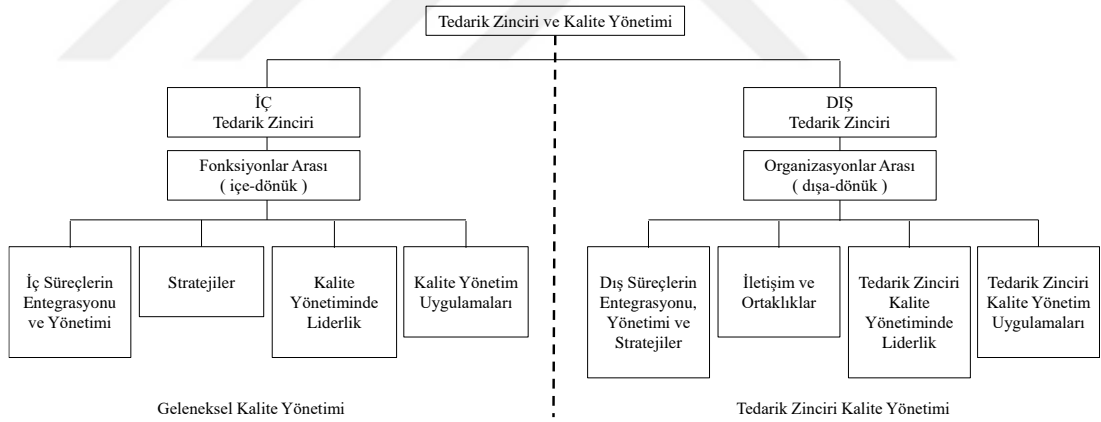 Tedarik Zinciri ve Kalite Yönetimi
İÇ
Tedarik Zinciri
DIŞ
Tedarik Zinciri
Fonksiyonlar Arası
( içe-dönük )
Organizasyonlar Arası
( dışa-dönük )
İç Süreçlerin
Entegrasyonu
ve Yönetimi
Stratejiler
Kalite
Yönetiminde
Liderlik
Kalite Yönetim
Uygulamaları
Dış Süreçlerin
Entegrasyonu,
Yönetimi ve
Stratejiler
İletişim ve
Ortaklıklar
Tedarik Zinciri
Kalite
Yönetiminde
Liderlik
Tedarik Zinciri
Kalite Yönetim
Uygulamaları
Geleneksel Kalite Yönetimi
Tedarik Zinciri Kalite Yönetimi